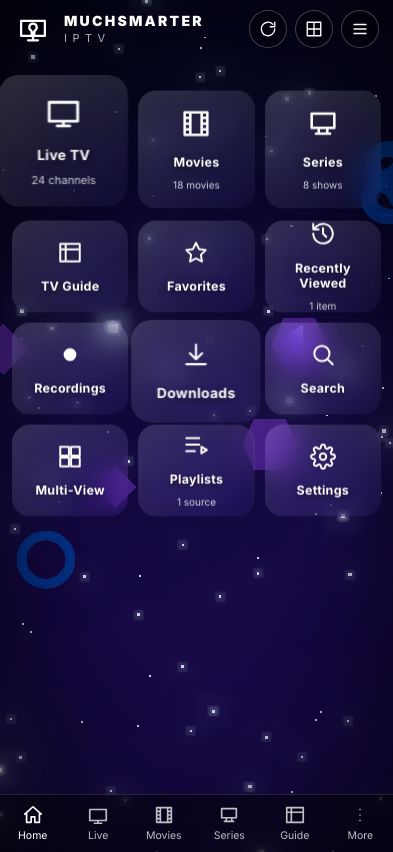 MUCHSMARTER
IPTV
Live TV
24 channels
Movies
18 movies
Series
8 shows
TV Guide
Favorites
Recently
Viewed
1 item
Recordings
Downloads
Search
Multi-View
Playlists
1 source
Settings
Home
Live
Movies
Series
Guide
More